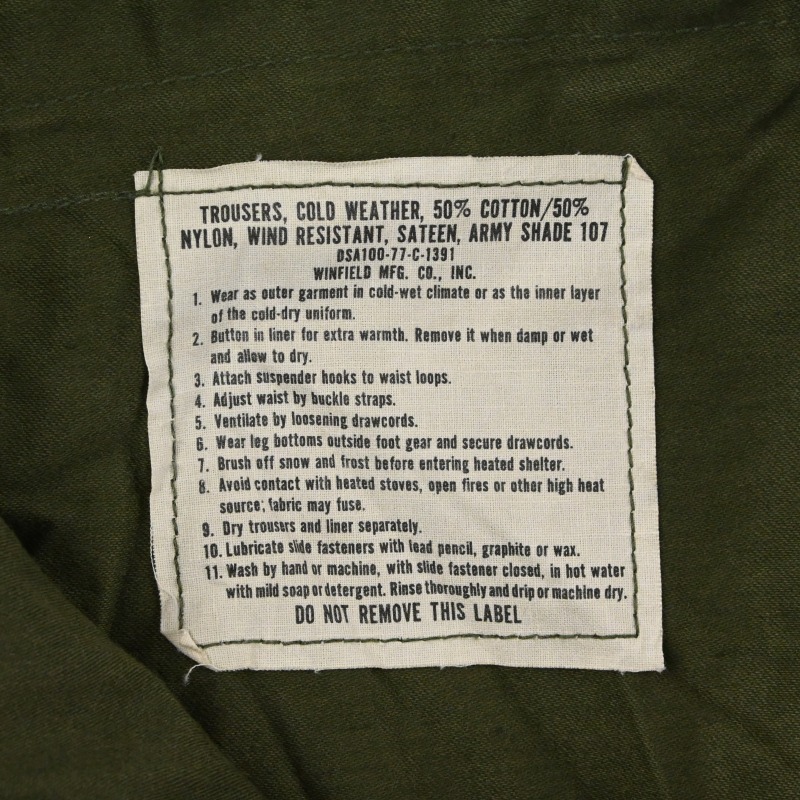 TROUSERS, COLD WEATHER, 50% COTTON/50%
NYLON, WIND RESISTANT, SATEEN, ARMY SHADE 107
DSA100-77-C-1391
WINFIELD MFG. CO., INC.
1. Wear as outer garment in cold-wet climate or as the inner layer
of the cold-dry uniform.
2. Button in liner for extra warmth. Remove it when damp or wet
and allow to dry.
3. Attach suspender hooks to waist loops.
4. Adjust waist by buckle straps.
5. Ventilate by loosening drawcords.
6. Wear leg bottoms outside foot gear and secure drawcords.
7. Brush off snow and frost before entering heated shelter.
8. Avoid contact with heated stoves, open fires or other high heat
source; fabric may fuse.
9. Dry trousers and liner separately.
10. Lubricate slide fasteners with lead pencil, graphite or wax.
11. Wash by hand or machine, with slide fastener closed, in hot water
with mild soap or detergent. Rinse thoroughly and drip or machine dry.
DO NOT REMOVE THIS LABEL